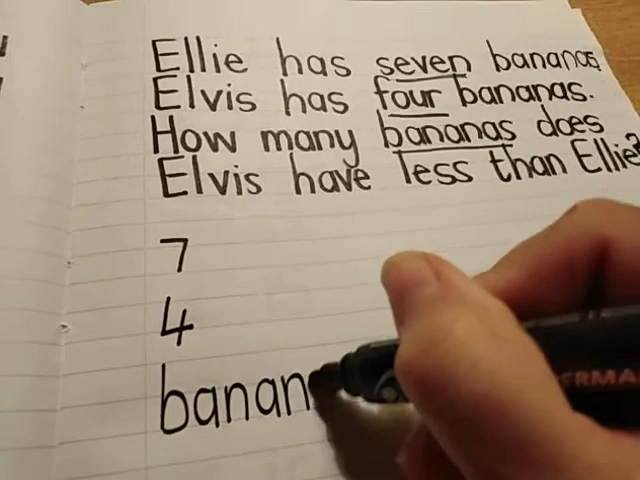 Ellie has seven bananas.
Elvis has four bananas.
How many bananas does
Elvis have less than Ellie?
7
4
banan
ERMA